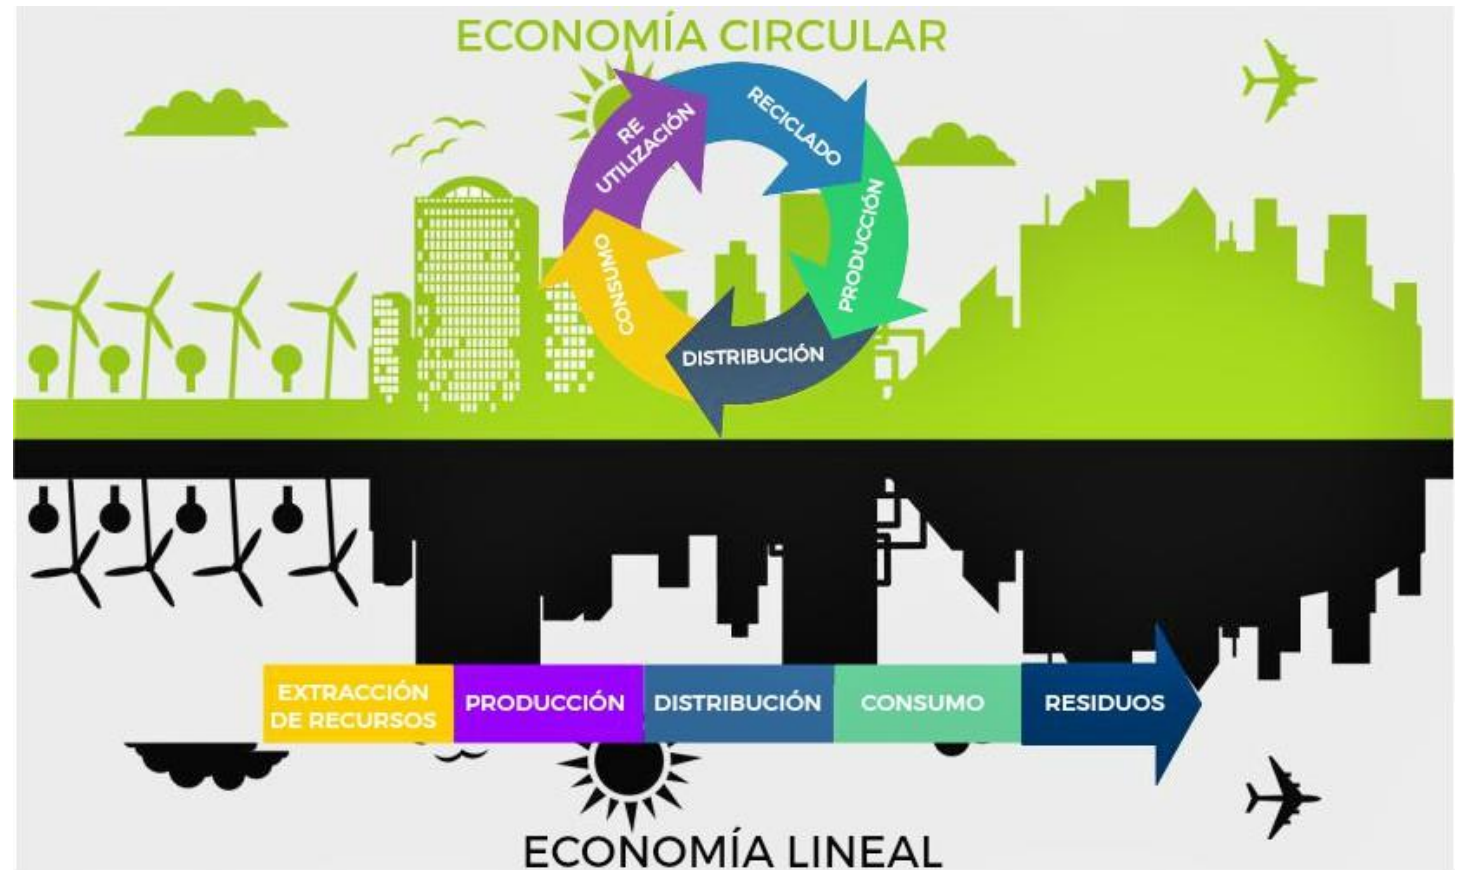 ECONOMÍA CIRCULAR
RE
UTILIZACIÓN
RECICLADO
PRODUCCIÓN
DISTRIBUCIÓN
CONSUMO
EXTRACCIÓN
DE RECURSOS
PRODUCCIÓN
DISTRIBUCIÓN
CONSUMO
RESIDUOS
ECONOMÍA LINEAL